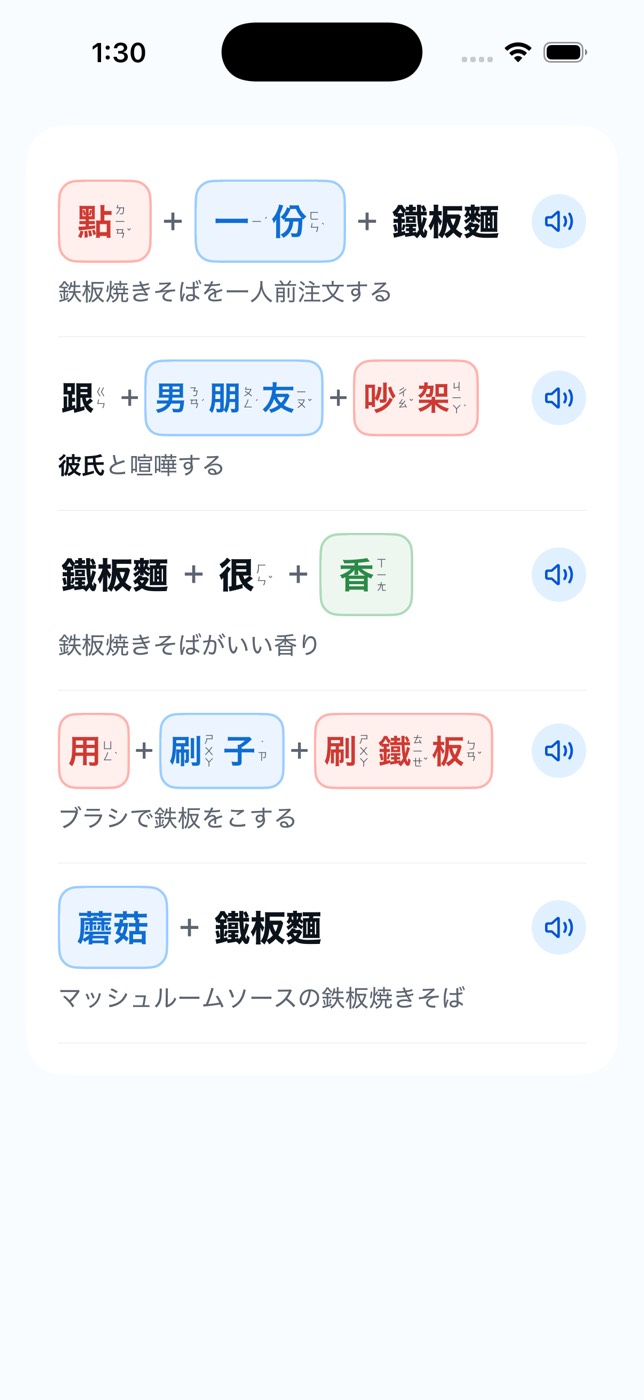 1:30
點ㄉㄧㄢˇ + 一ㄧˊ份ㄈㄣˋ + 鐵板麵
鉄板焼きそばを一人前注文する
跟ㄍㄣ + 男ㄋㄢˊ朋ㄆㄥˊ友ㄧㄡˇ + 吵ㄔㄠˇ架ㄐㄧㄚˋ
彼氏と喧嘩する
鐵板麵 + 很ㄏㄣˇ + 香ㄒㄧㄤ
鉄板焼きそばがいい香り
用ㄩㄥˋ + 刷ㄕㄨㄚ子˙ㄗ + 刷ㄕㄨㄚ鐵ㄊㄧㄝˇ板ㄅㄢˇ
ブラシで鉄板をこする
蘑菇 + 鐵板麵
マッシュルームソースの鉄板焼きそば